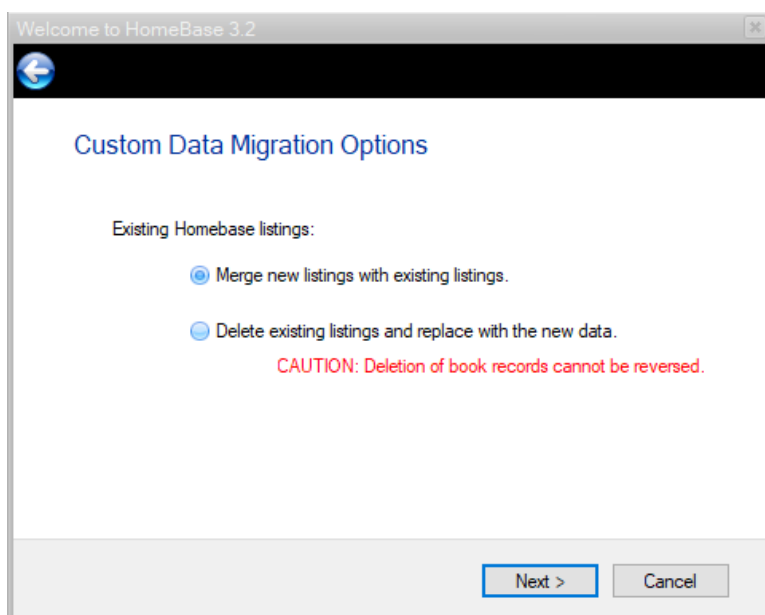 Welcome to HomeBase 3.2
Custom Data Migration Options
Existing Homebase listings:
Merge new listings with existing listings.
Delete existing listings and replace with the new data.
CAUTION: Deletion of book records cannot be reversed.
Next >
Cancel